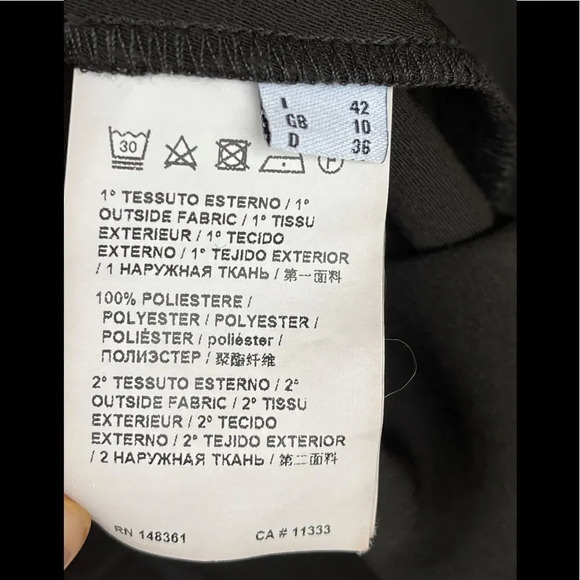 I 42
GB 10
D 36
30
P
1° TESSUTO ESTERNO / 1°
OUTSIDE FABRIC / 1° TISSU
EXTERIEUR / 1° TECIDO
EXTERNO / 1° TEJIDO EXTERIOR
/ 1 НАРУЖНАЯ ТКАНЬ / 第一面料
100% POLIESTERE /
POLYESTER / POLYESTER /
POLIÉSTER / poliéster /
ПОЛИЭСТЕР / 聚酯纤维
2° TESSUTO ESTERNO / 2°
OUTSIDE FABRIC / 2° TISSU
EXTERIEUR / 2° TECIDO
EXTERNO / 2° TEJIDO EXTERIOR
/ 2 НАРУЖНАЯ ТКАНЬ / 第二面料
RN 148361 CA # 11333